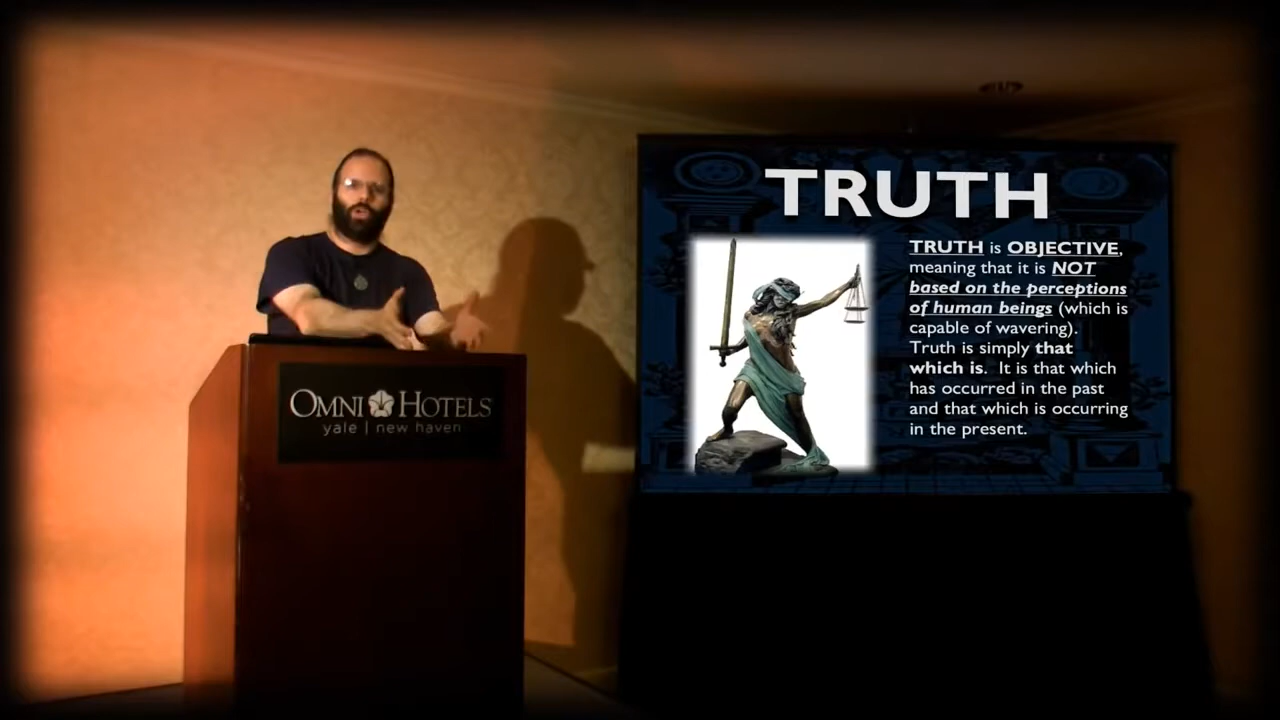 OMNI HOTELS
yale | new haven
TRUTH
TRUTH is OBJECTIVE,
meaning that it is NOT
based on the perceptions
of human beings (which is
capable of wavering).
Truth is simply that
which is. It is that which
has occurred in the past
and that which is occurring
in the present.